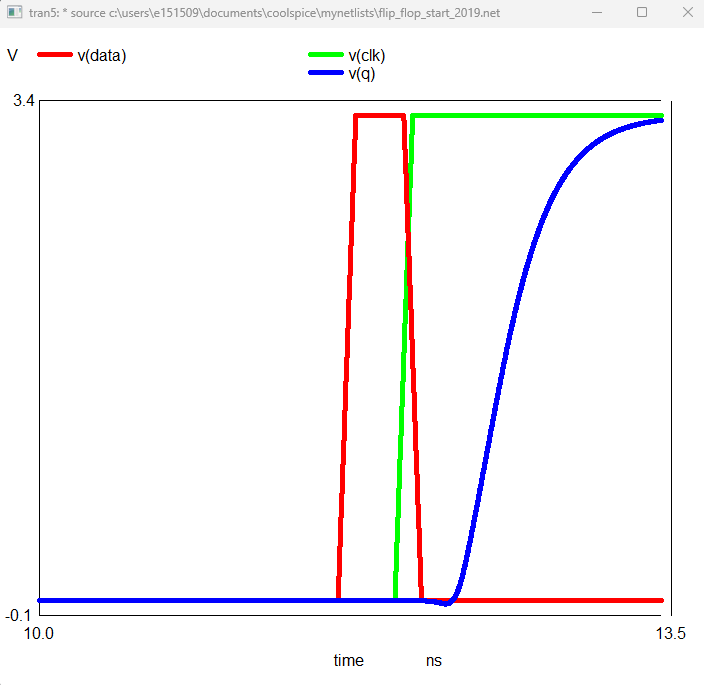 tran5: * source c:\users\e151509\documents\coolspice\mynetlists\flip_flop_start_2019.net
V v(data) v(clk)
v(q)
3.4
-0.1
10.0 13.5
time ns